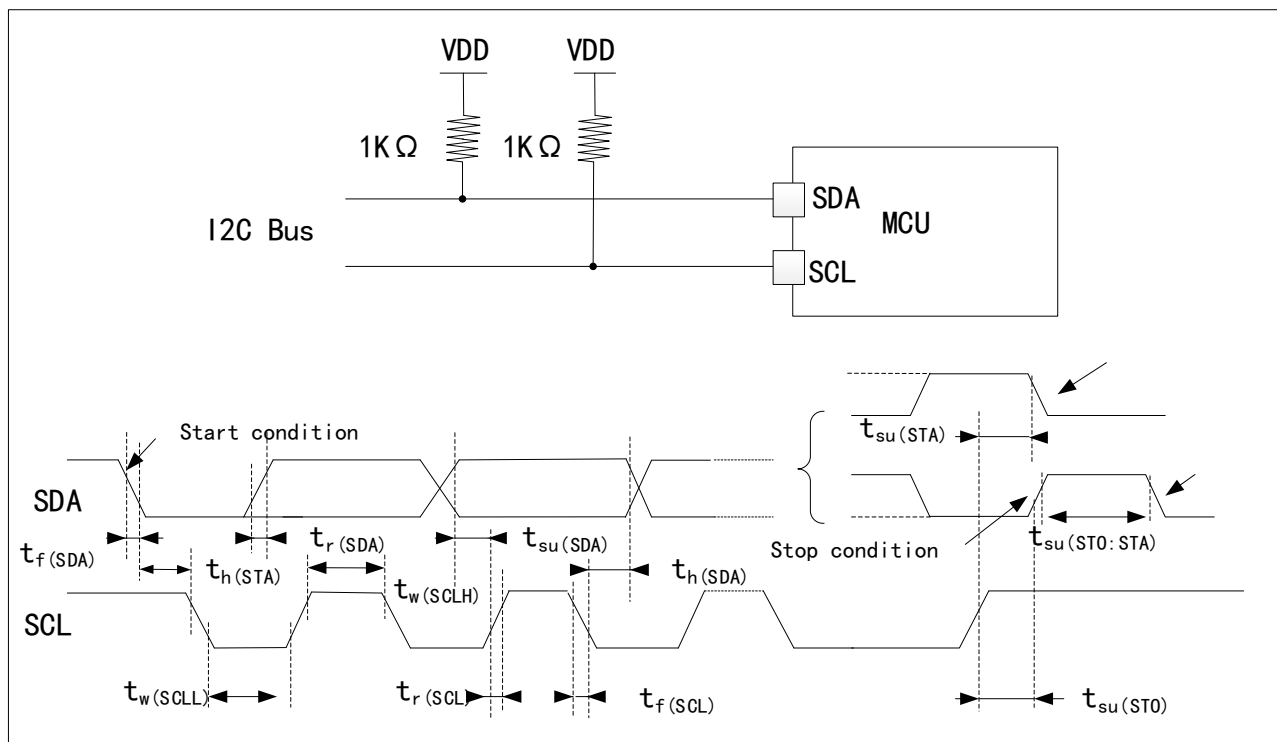 VDD VDD
1KΩ 1KΩ
SDA
I2C Bus
MCU
SCL
Start condition
tsu(STA)
SDA
tf(SDA) th(STA) tr(SDA) tsu(SDA) th(SDA)
Stop condition
tsu(STO:STA)
tw(SCLH)
SCL
tw(SCLL) tr(SCL) tf(SCL) tsu(STO)